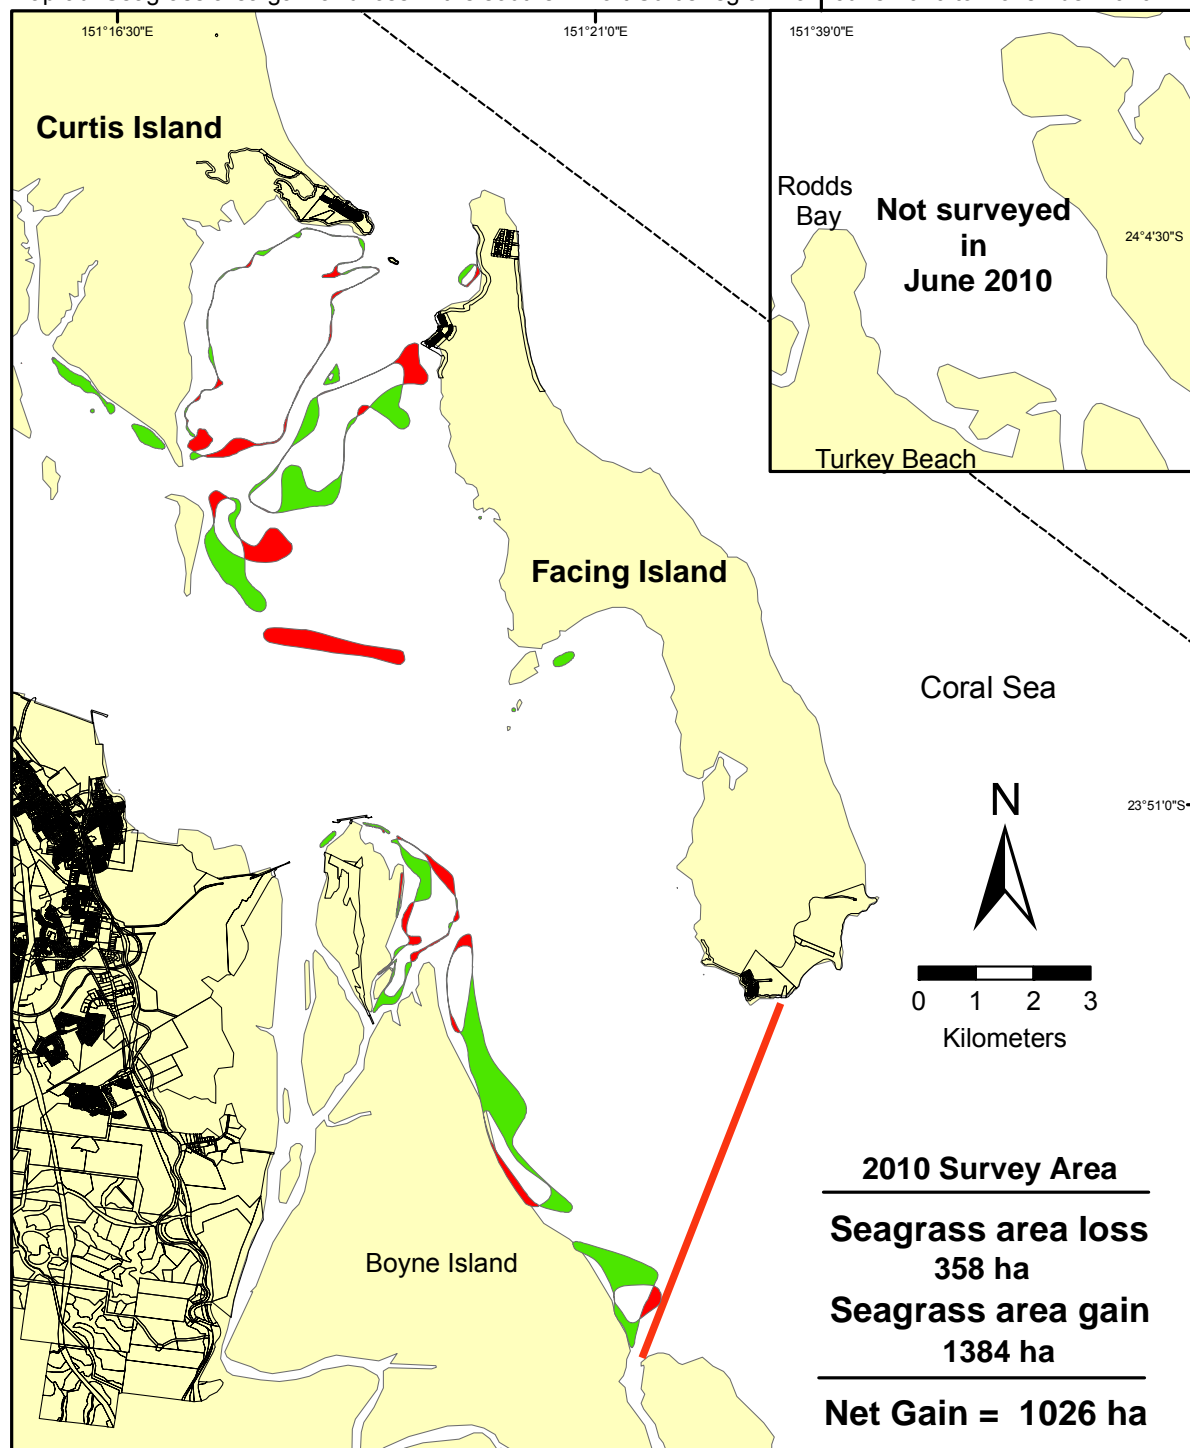 151°16'30"E
151°21'0"E
151°39'0"E
Curtis Island
Rodds
Bay
Not surveyed
in
June 2010
24°4'30"S
Turkey Beach
Facing Island
Coral Sea
N
23°51'0"S
0 1 2 3
Kilometers
Boyne Island
2010 Survey Area
Seagrass area loss
358 ha
Seagrass area gain
1384 ha
Net Gain = 1026 ha